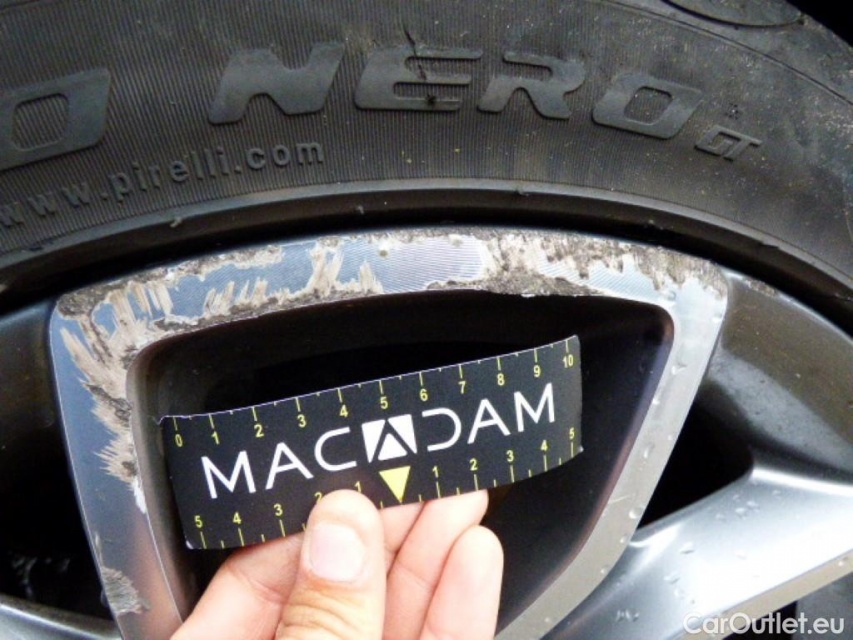 O NERO GT
www.pirelli.com
0 1 2 3 4 5 6 7 8 9 10
MACADAM
5 4 3 2 1 1 2 3 4 5
CarOutlet.eu